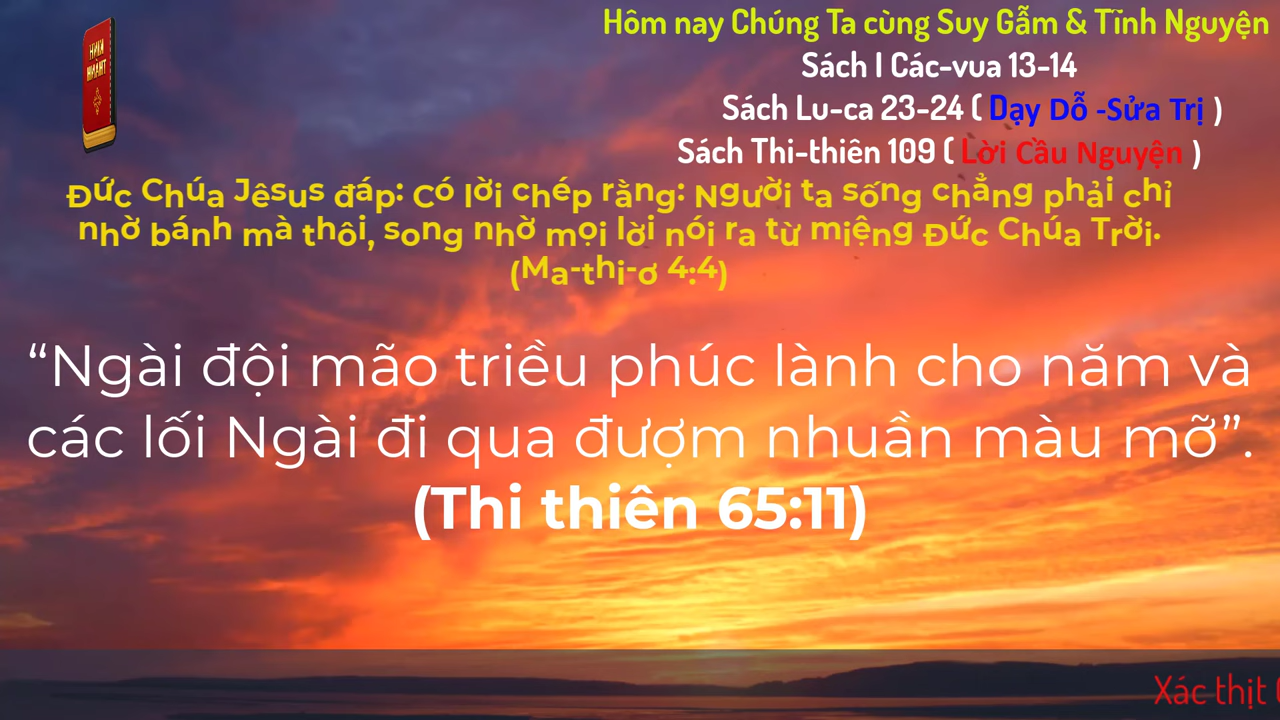 Hôm nay Chúng Ta cùng Suy Gẫm & Tĩnh Nguyện
Sách I Các-vua 13-14
Sách Lu-ca 23-24 ( Dạy Dỗ -Sửa Trị )
Sách Thi-thiên 109 ( Lời Cầu Nguyện )
Đức Chúa Jêsus đáp: Có lời chép rằng: Người ta sống chẳng phải chỉ
nhờ bánh mà thôi, song nhờ mọi lời nói ra từ miệng Đức Chúa Trời.
(Ma-thi-ơ 4:4)
“Ngài đội mão triều phúc lành cho năm và
các lối Ngài đi qua đượm nhuần màu mỡ”.
(Thi thiên 65:11)
Xác thịt